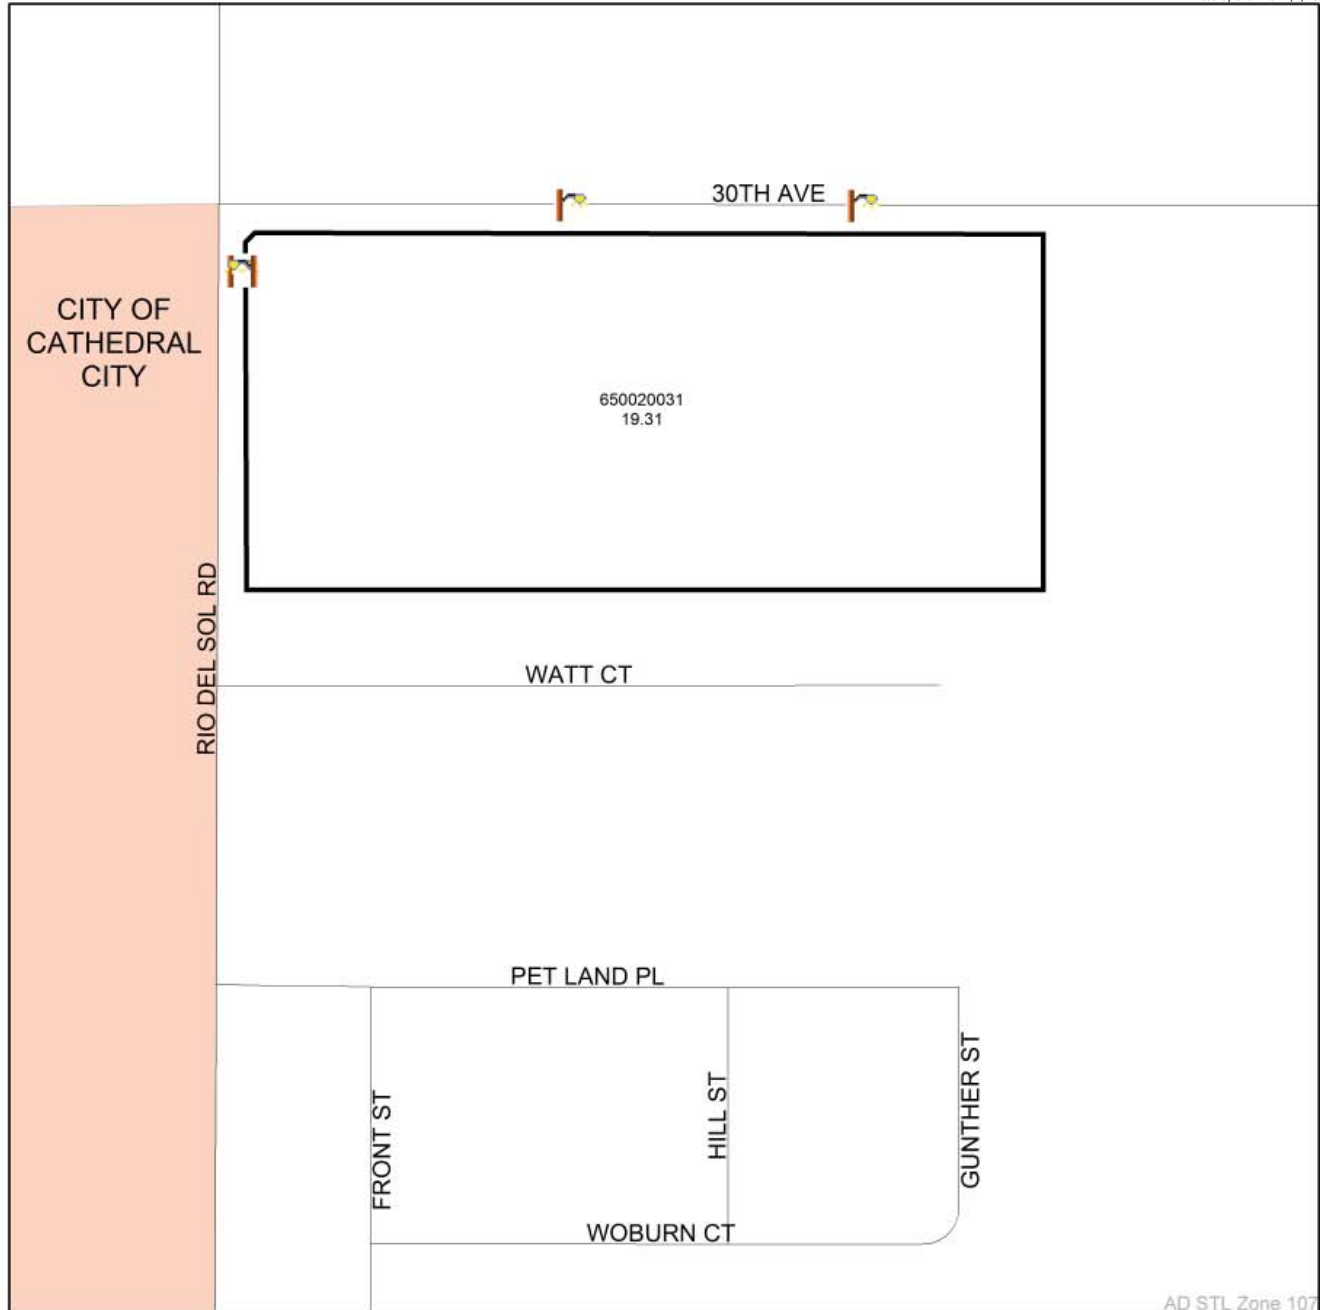 30TH AVE
CITY OF
CATHEDRAL
CITY
650020031
19.31
RIO DEL SOL RD
WATT CT
PET LAND PL
FRONT ST
HILL ST
GUNTHER ST
WOBURN CT
AD STL Zone 107